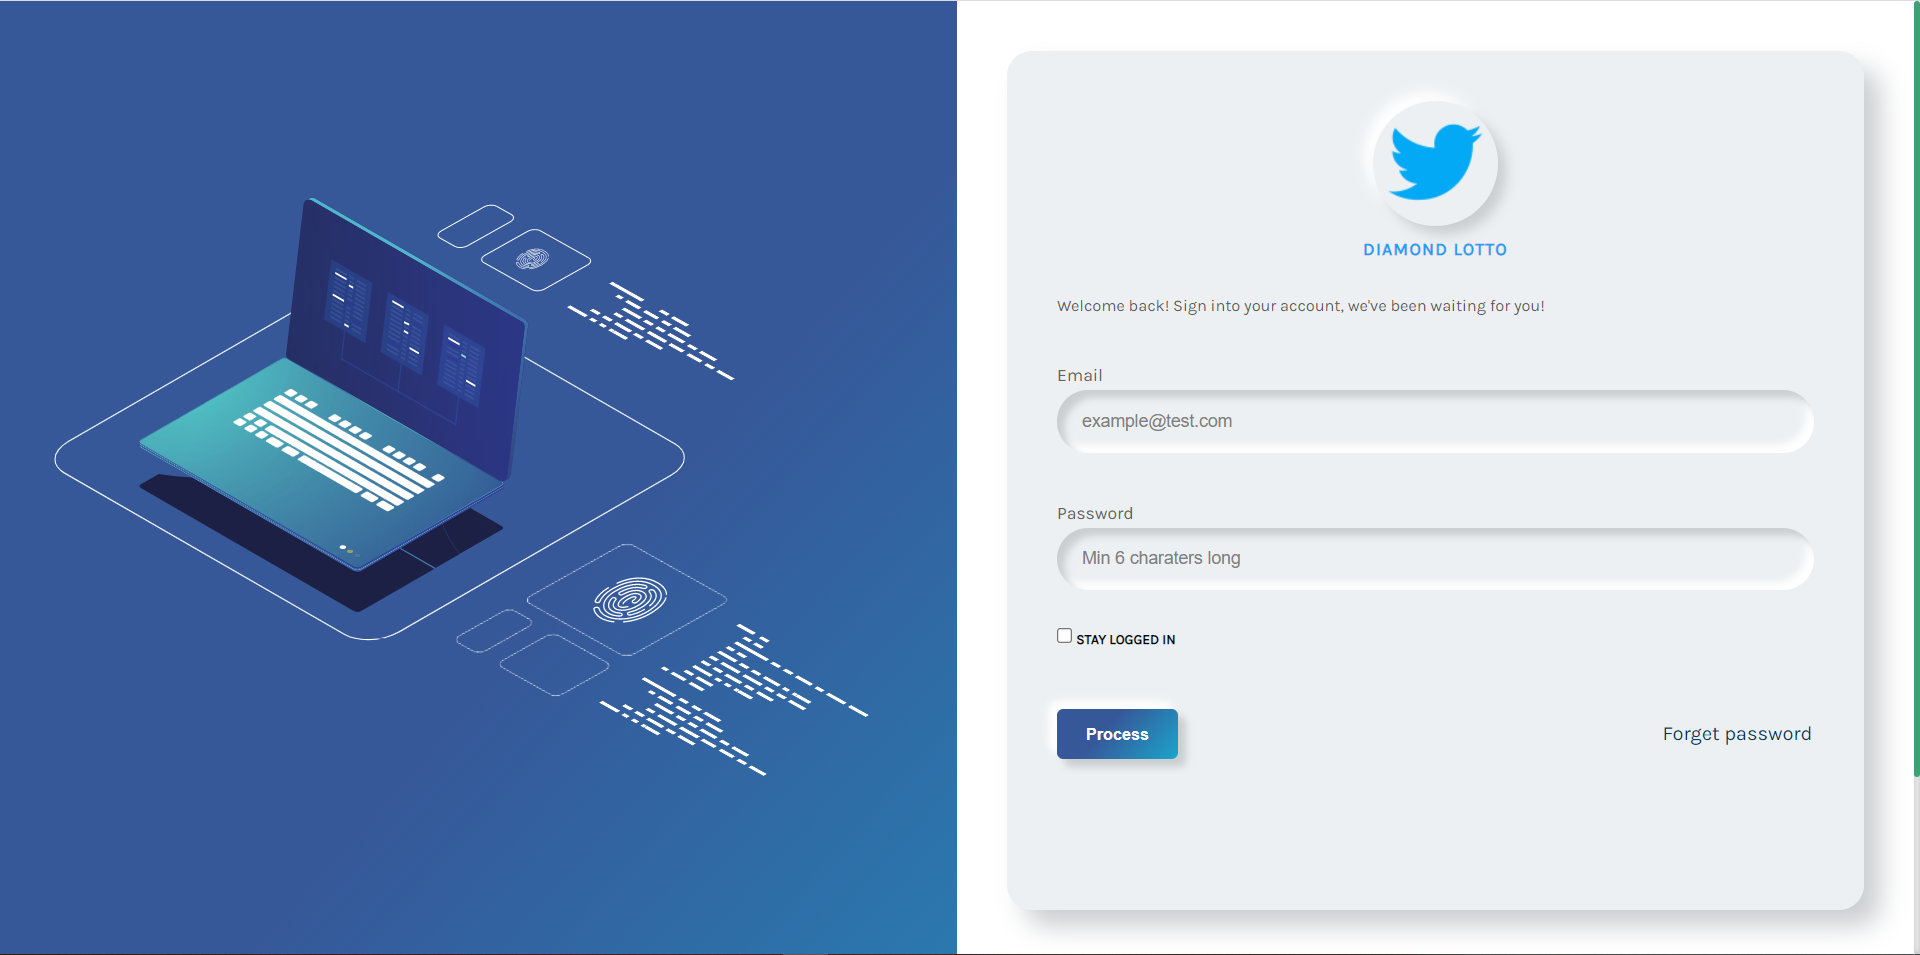 DIAMOND LOTTO
Welcome back! Sign into your account, we've been waiting for you!
Email
example@test.com
Password
Min 6 charaters long
STAY LOGGED IN
Process
Forget password